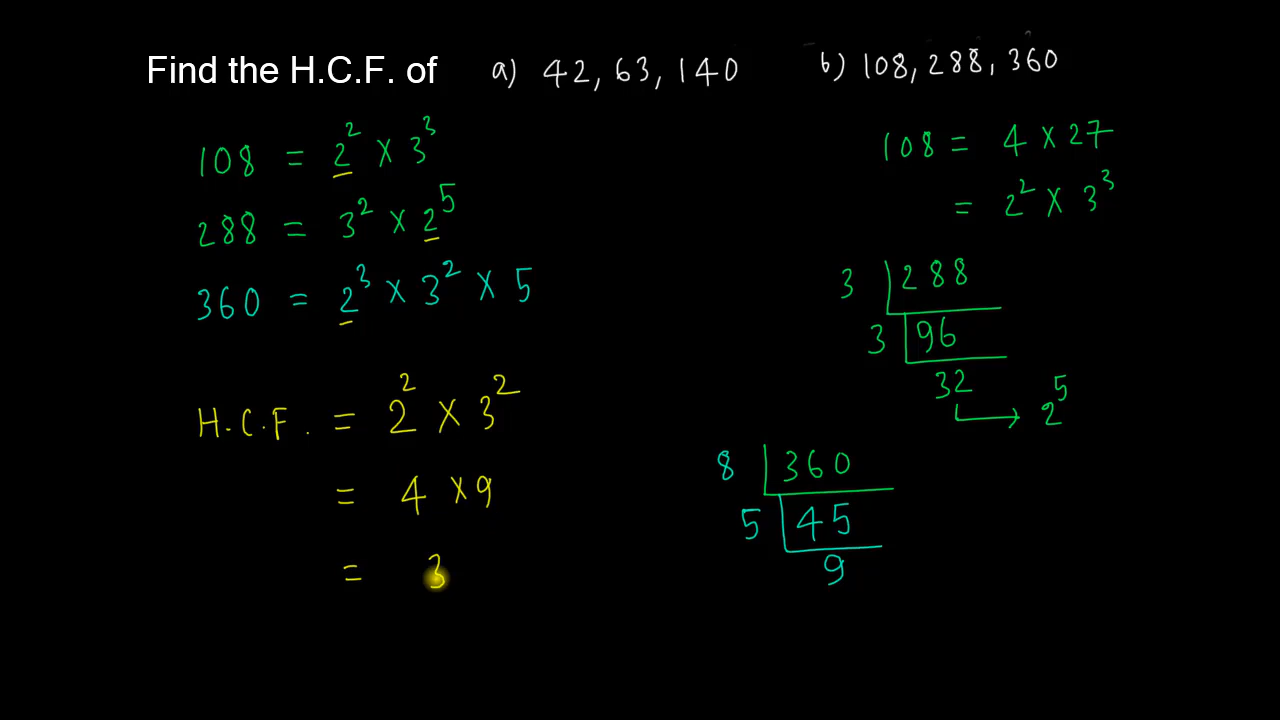 Find the H.C.F. of a) 42, 63, 140 b) 108, 288, 360
108 = 2² × 3³
288 = 3² × 2⁵
360 = 2³ × 3² × 5
H.C.F. = 2² × 3²
= 4 × 9
= 3
108 = 4 × 27
= 2² × 3³
3 | 288
3 | 96
32
→ 2⁵
8 | 360
5 | 45
9